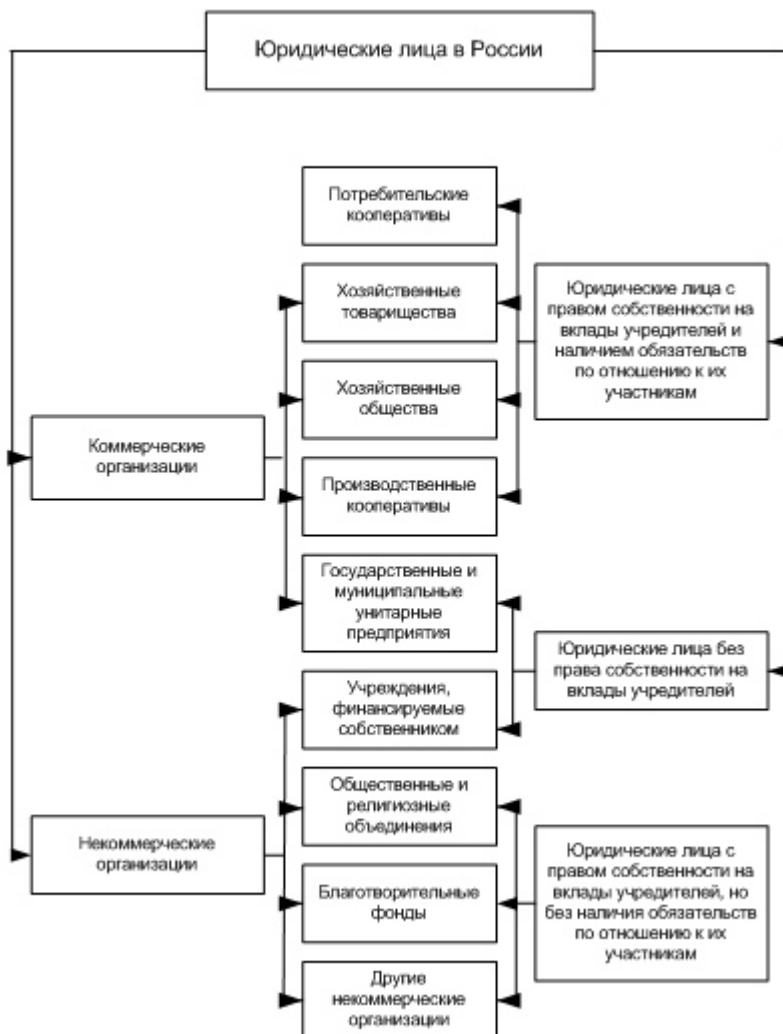 Юридические лица в России
Потребительские
кооперативы
Хозяйственные
товарищества
Юридические лица с
правом собственности на
вклады учредителей и
наличием обязательств
по отношению к их
участникам
Хозяйственные
общества
Коммерческие
организации
Производственные
кооперативы
Государственные и
муниципальные
унитарные
предприятия
Юридические лица без
права собственности на
вклады учредителей
Учреждения,
финансируемые
собственником
Общественные и
религиозные
объединения
Некоммерческие
организации
Юридические лица с
правом собственности на
вклады учредителей, но
без наличия обязательств
по отношению к их
участникам
Благотворительные
фонды
Другие
некоммерческие
организации